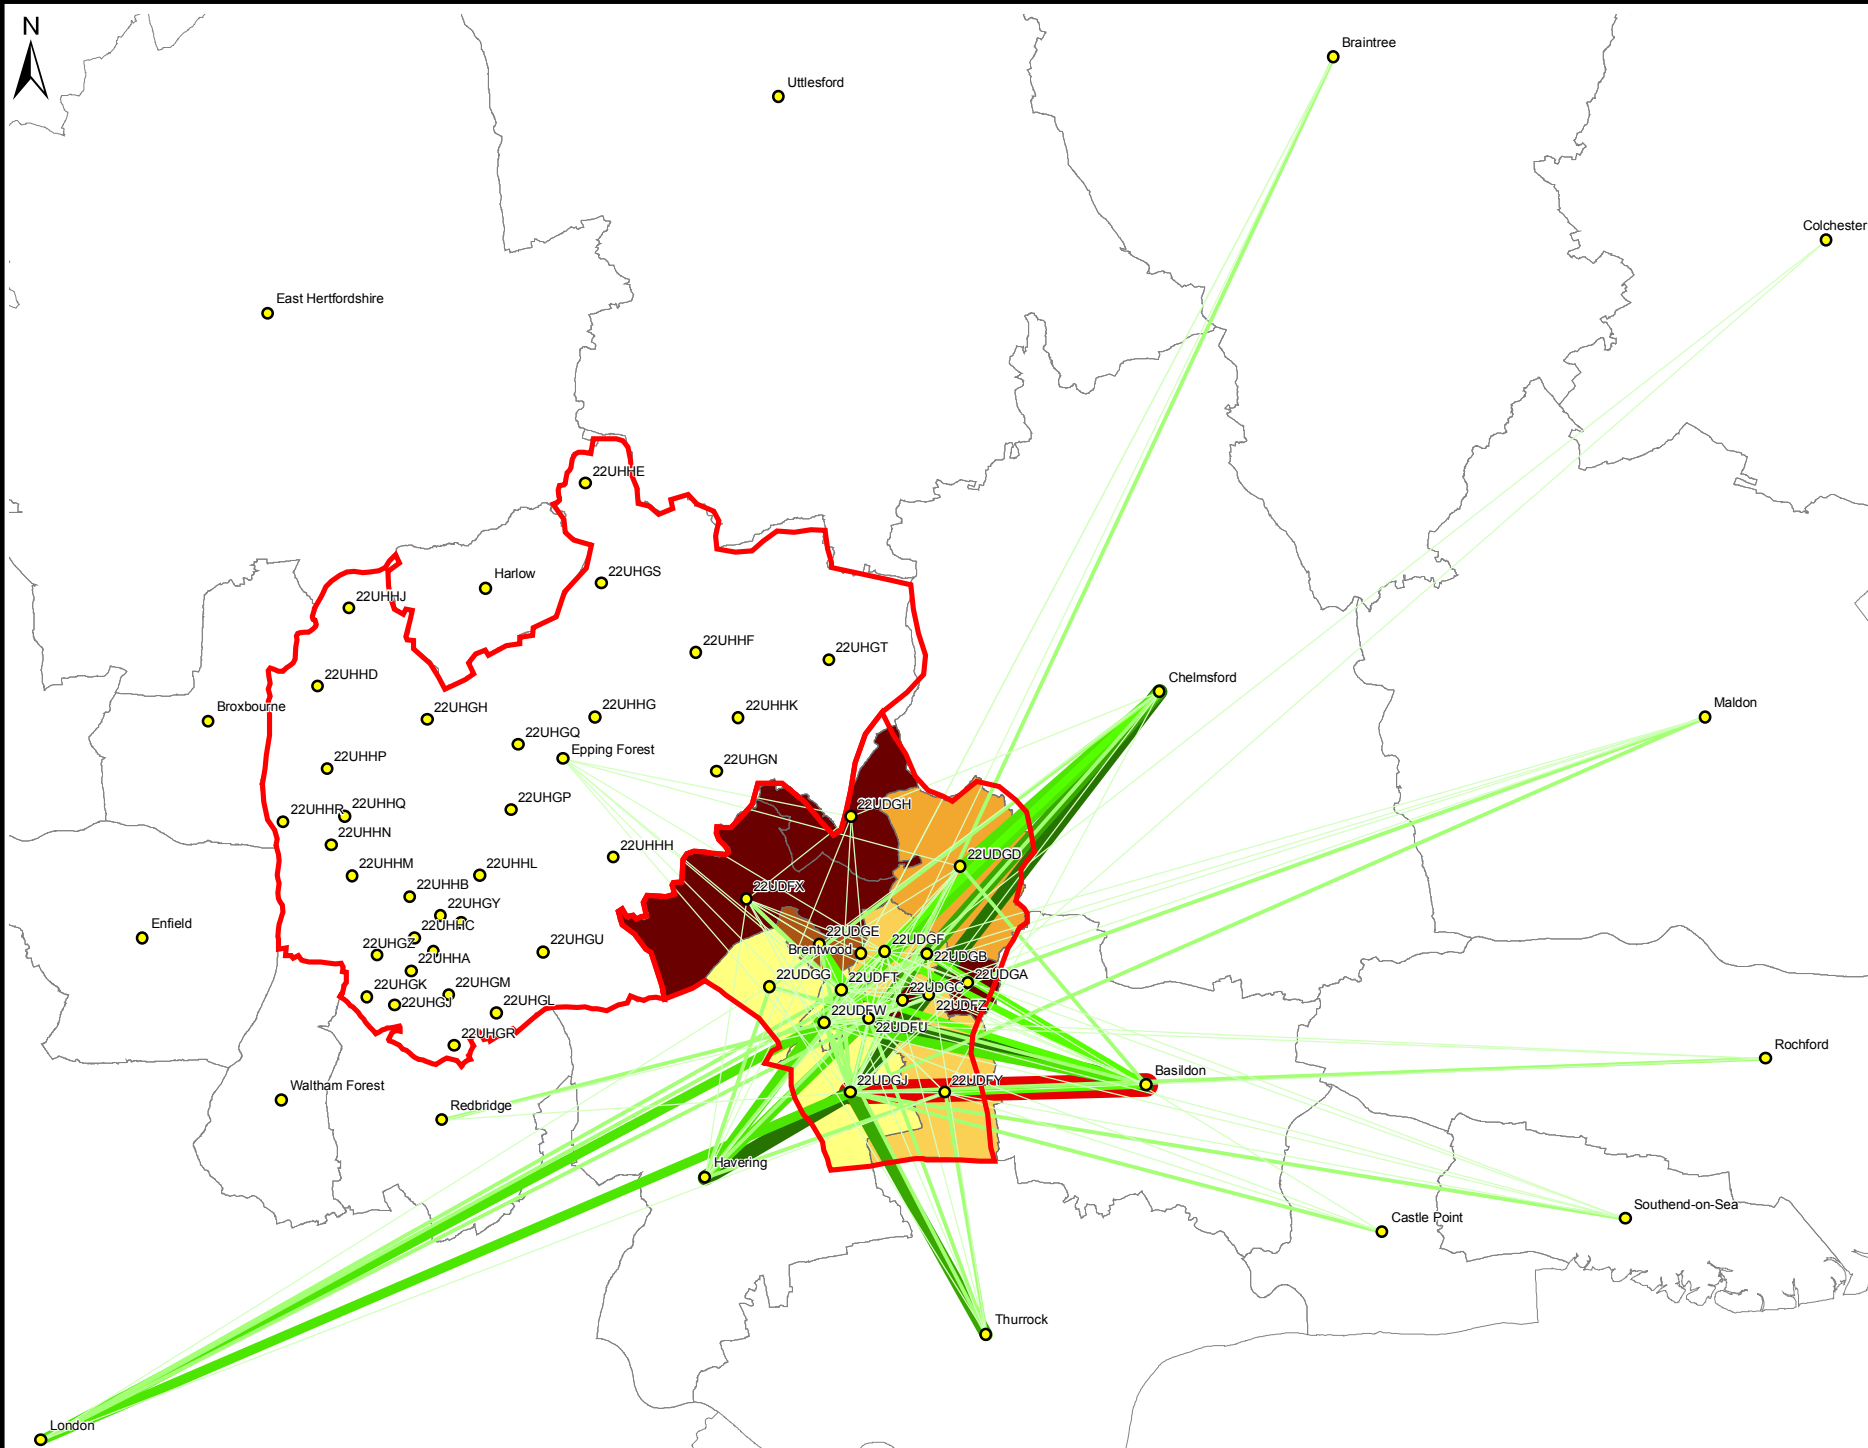 N
Braintree
Uttlesford
Colchester
East Hertfordshire
22UHHE
Harlow
22UHGS
22UHHJ
22UHHF
22UHGT
22UHHD
Chelmsford
Broxbourne
22UHGH
22UHHG
22UHHK
Maldon
22UHGQ
Epping Forest
22UHHP
22UHGN
22UHHR
22UHHQ
22UHGP
22UDGH
22UHHN
22UHHH
22UHHM
22UHHL
22UDGD
22UHHB
22UDFX
22UHGY
Enfield
22UHHC
22UHGZ
22UHHA
22UHGU
22UDGE
Brentwood
22UDGF
22UDGB
22UHGK
22UHGJ
22UHGM
22UHGL
22UDGG
22UDFT
22UDGA
22UDGC
22UDFZ
22UDFW
22UDFU
22UHGR
Rochford
Waltham Forest
Redbridge
22UDGJ
22UDFY
Basildon
Havering
Castle Point
Southend-on-Sea
Thurrock
London